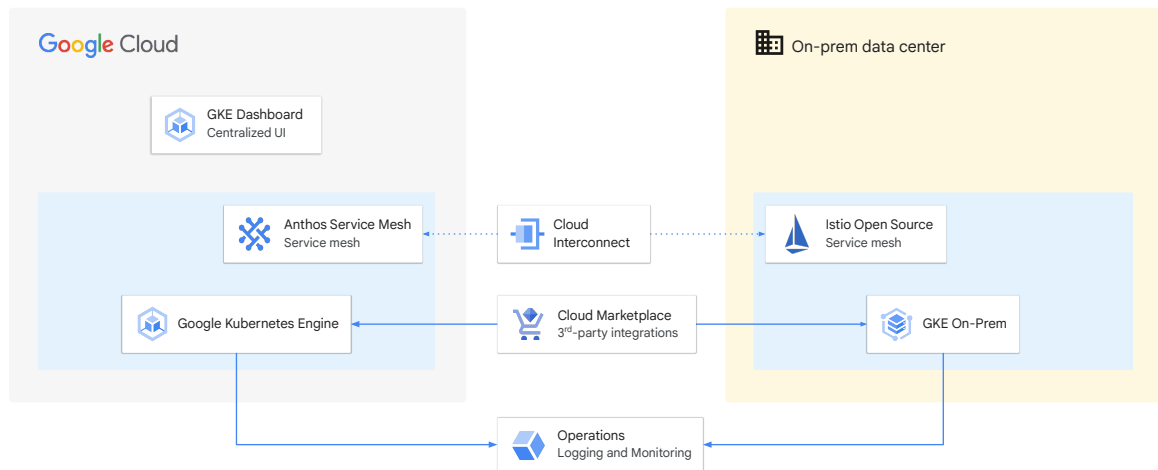 Google Cloud
On-prem data center
GKE Dashboard
Centralized UI
Anthos Service Mesh
Service mesh
Cloud
Interconnect
Istio Open Source
Service mesh
Google Kubernetes Engine
Cloud Marketplace
3rd-party integrations
GKE On-Prem
Operations
Logging and Monitoring